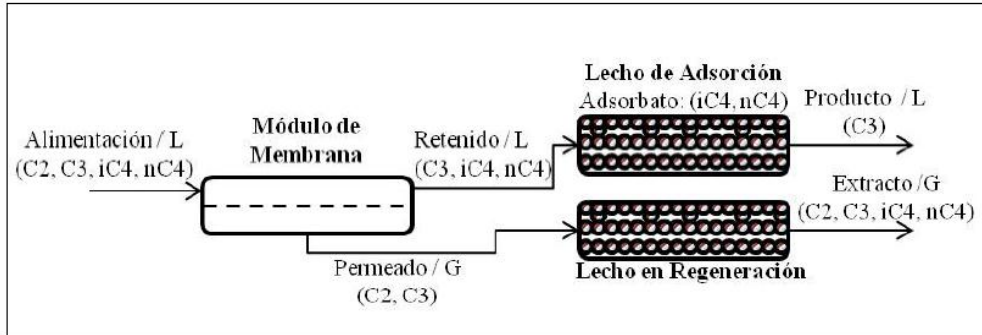 Alimentación / L
(C2, C3, iC4, nC4)
Módulo de
Membrana
Retenido / L
(C3, iC4, nC4)
Permeado / G
(C2, C3)
Lecho de Adsorción
Adsorbato: (iC4, nC4)
Producto / L
(C3)
Extracto /G
(C2, C3, iC4, nC4)
Lecho en Regeneración